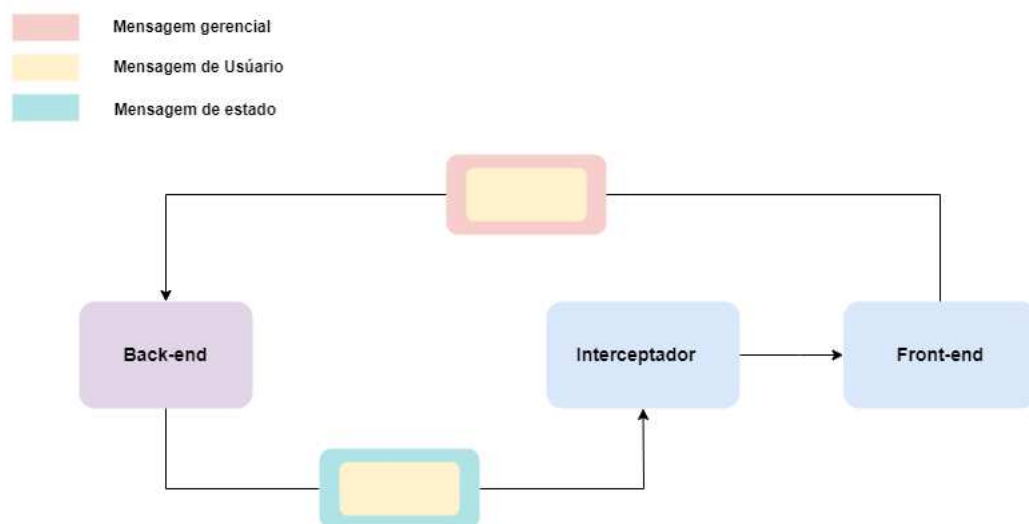 Mensagem gerencial
Mensagem de Usúario
Mensagem de estado
Back-end
Interceptador
Front-end